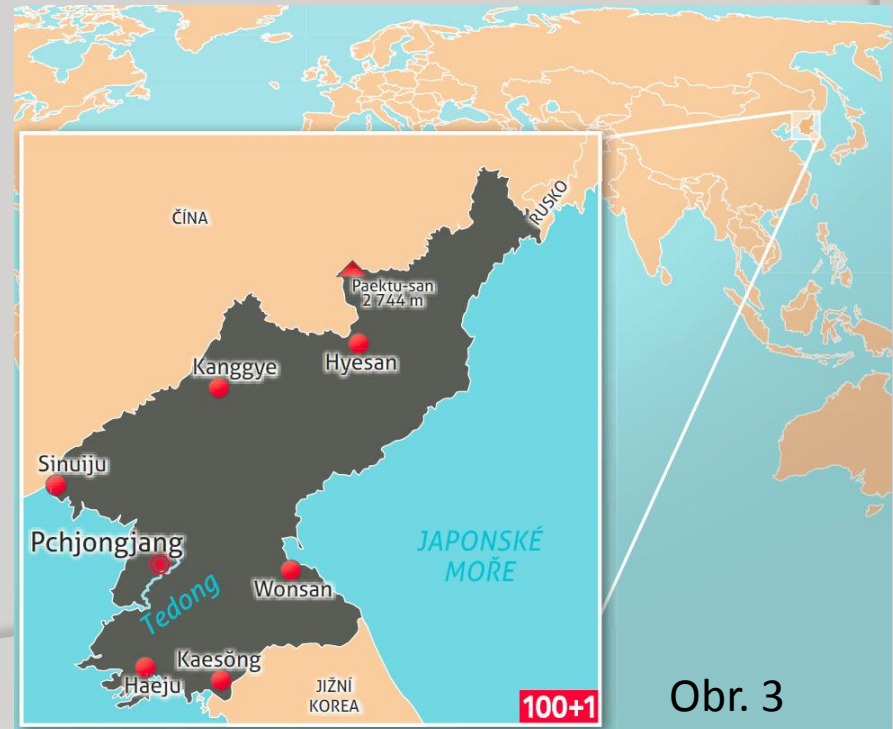 ČÍNA
RUSKO
Paektu-san
2 744 m
Hyesan
Kanggye
Sinuiju
Pchjongjang
JAPONSKÉ
MOŘE
Wonsan
Tedong
Kaesŏng
Haeju
JIŽNÍ
KOREA
100+1
Obr. 3